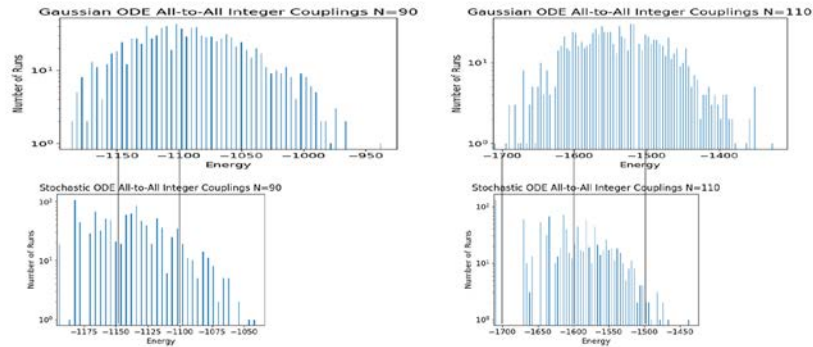 Gaussian ODE All-to-All Integer Couplings N=90
Number of Runs
10¹
10⁰
−1150 −1100 −1050 −1000 −950
Energy
Gaussian ODE All-to-All Integer Couplings N=110
Number of Runs
10¹
10⁰
−1700 −1600 −1500 −1400
Energy
Stochastic ODE All-to-All Integer Couplings N=90
Number of Runs
10²
10¹
10⁰
−1175 −1150 −1125 −1100 −1075 −1050
Energy
Stochastic ODE All-to-All Integer Couplings N=110
Number of Runs
10²
10¹
10⁰
−1700 −1650 −1600 −1550 −1500 −1450
Energy